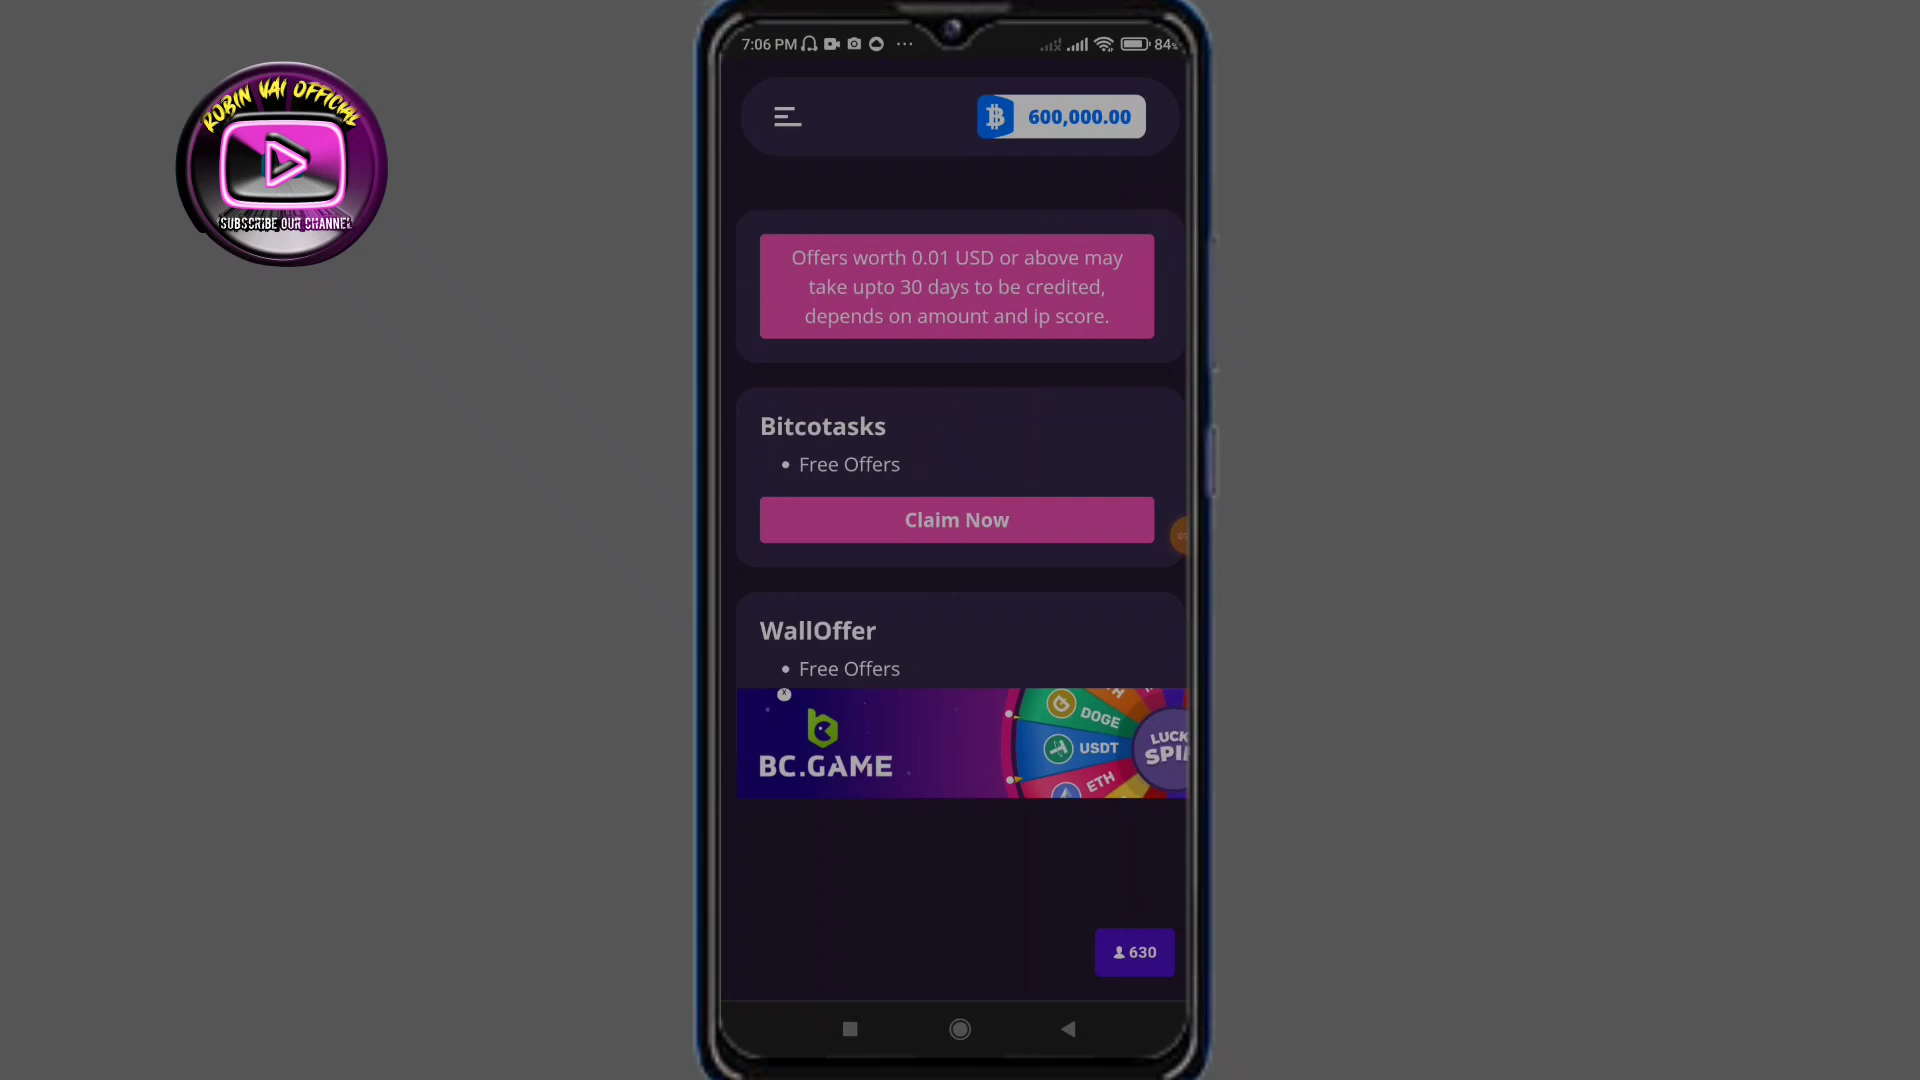 ROBIN VAI OFFICIAL
SUBSCRIBE OUR CHANNEL
7:06 PM
84%
600,000.00
Offers worth 0.01 USD or above may
take upto 30 days to be credited,
depends on amount and ip score.
Bitcotasks
• Free Offers
Claim Now
WallOffer
• Free Offers
X
BC.GAME
DOGE
USDT
ETH
LUCK
SPI
630